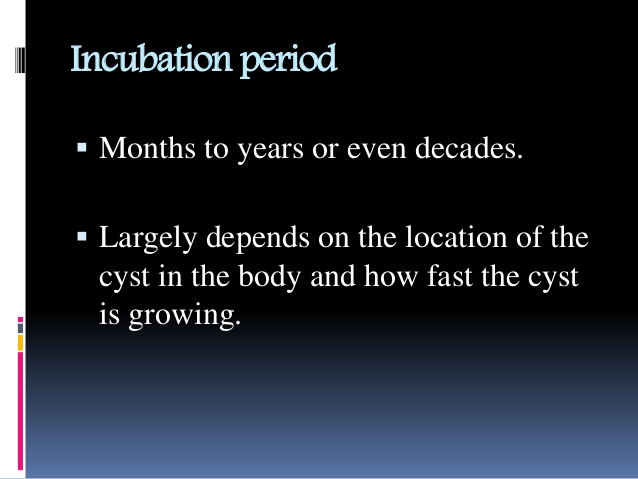 Incubation period
▪ Months to years or even decades.
▪ Largely depends on the location of the
cyst in the body and how fast the cyst
is growing.